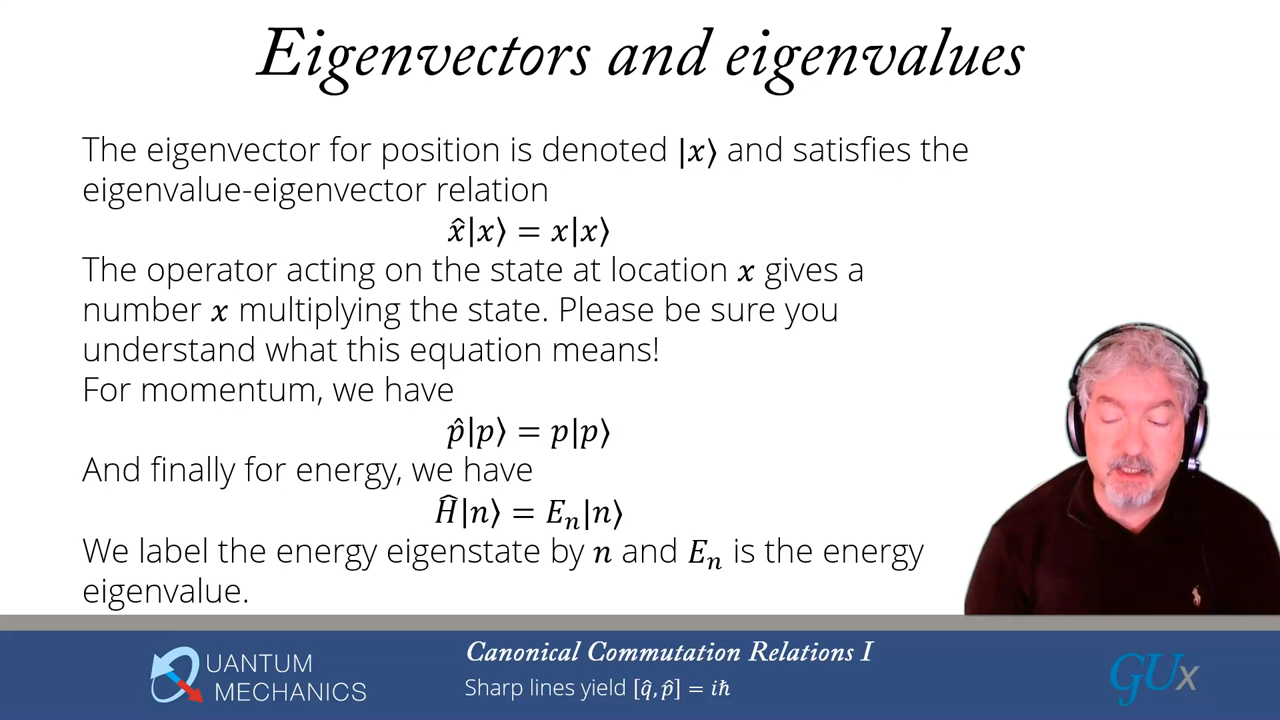 Eigenvectors and eigenvalues
The eigenvector for position is denoted |x⟩ and satisfies the
eigenvalue-eigenvector relation
x̂|x⟩ = x|x⟩
The operator acting on the state at location x gives a
number x multiplying the state. Please be sure you
understand what this equation means!
For momentum, we have
p̂|p⟩ = p|p⟩
And finally for energy, we have
Ĥ|n⟩ = Eₙ|n⟩
We label the energy eigenstate by n and Eₙ is the energy
eigenvalue.
QUANTUM
MECHANICS
Canonical Commutation Relations I
Sharp lines yield [q̂, p̂] = iħ
GUx